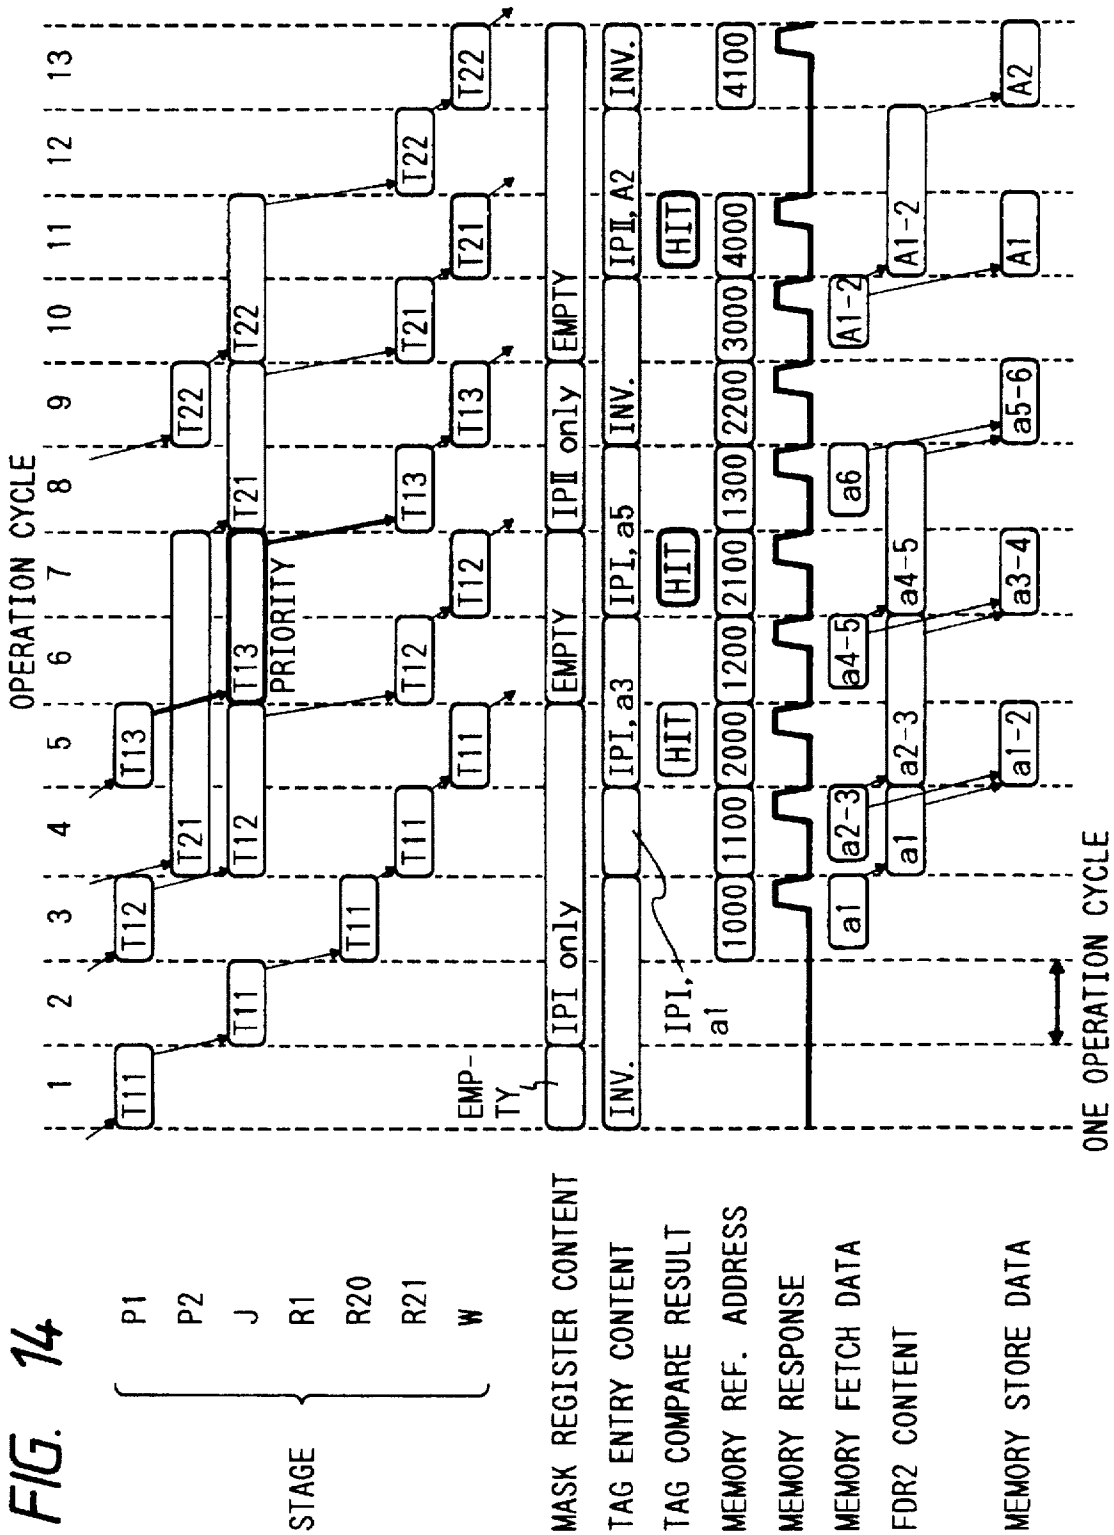 FIG. 14
OPERATION CYCLE
1 2 3 4 5 6 7 8 9 10 11 12 13
STAGE
P1 T11 T12 T13
P2 T21 T22
J T11 T12 T13 T21 T22
PRIORITY
R1
R20 T11
R21 T11 T12 T13 T21 T22
W T11 T12 T13 T21 T22
EMP-
TY
MASK REGISTER CONTENT IPI only EMPTY IPII only EMPTY
TAG ENTRY CONTENT INV. IPI, a3 IPI, a5 INV. IPII, A2 INV.
IPI,
a1
TAG COMPARE RESULT HIT HIT HIT
MEMORY REF. ADDRESS 1000 1100 2000 1200 2100 1300 2200 3000 4000 4100
MEMORY RESPONSE
MEMORY FETCH DATA a1 a2-3 a4-5 a6 A1-2
FDR2 CONTENT a1 a2-3 a4-5 A1-2
MEMORY STORE DATA a1-2 a3-4 a5-6 A1 A2
ONE OPERATION CYCLE